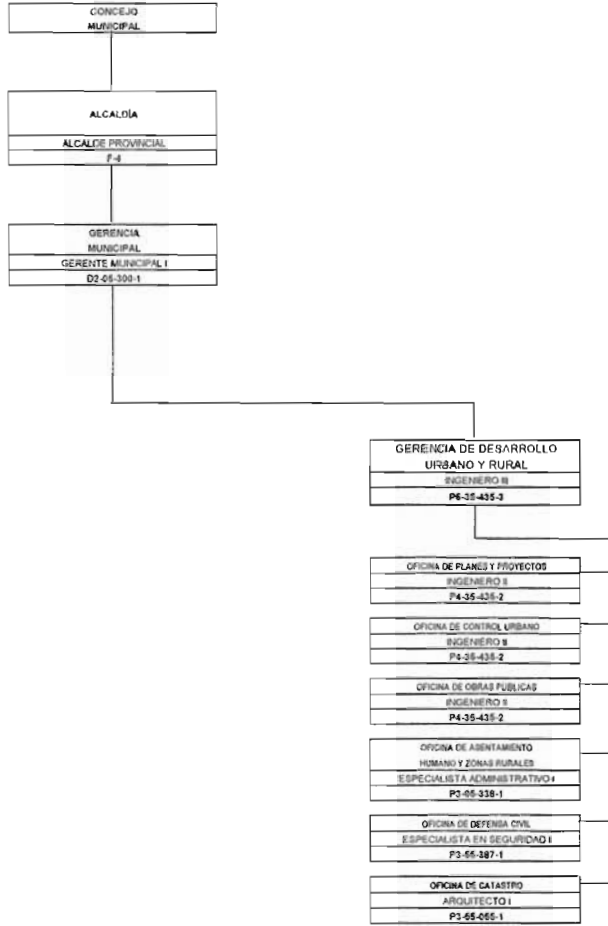 CONCEJO
MUNICIPAL
ALCALDÍA
ALCALDE PROVINCIAL
GERENCIA
MUNICIPAL
GERENTE MUNICIPAL I
D2-05-300-1
GERENCIA DE DESARROLLO
URBANO Y RURAL
INGENIERO III
P6-35-435-3
OFICINA DE PLANES Y PROYECTOS
INGENIERO II
P4-35-435-2
OFICINA DE CONTROL URBANO
INGENIERO II
P4-35-435-2
OFICINA DE OBRAS PUBLICAS
INGENIERO II
P4-35-435-2
OFICINA DE ASENTAMIENTO
HUMANO Y ZONAS RURALES
ESPECIALISTA ADMINISTRATIVO I
P3-05-338-1
OFICINA DE DEFENSA CIVIL
ESPECIALISTA EN SEGURIDAD II
P3-55-387-1
OFICINA DE CATASTRO
ARQUITECTO I
P3-55-055-1